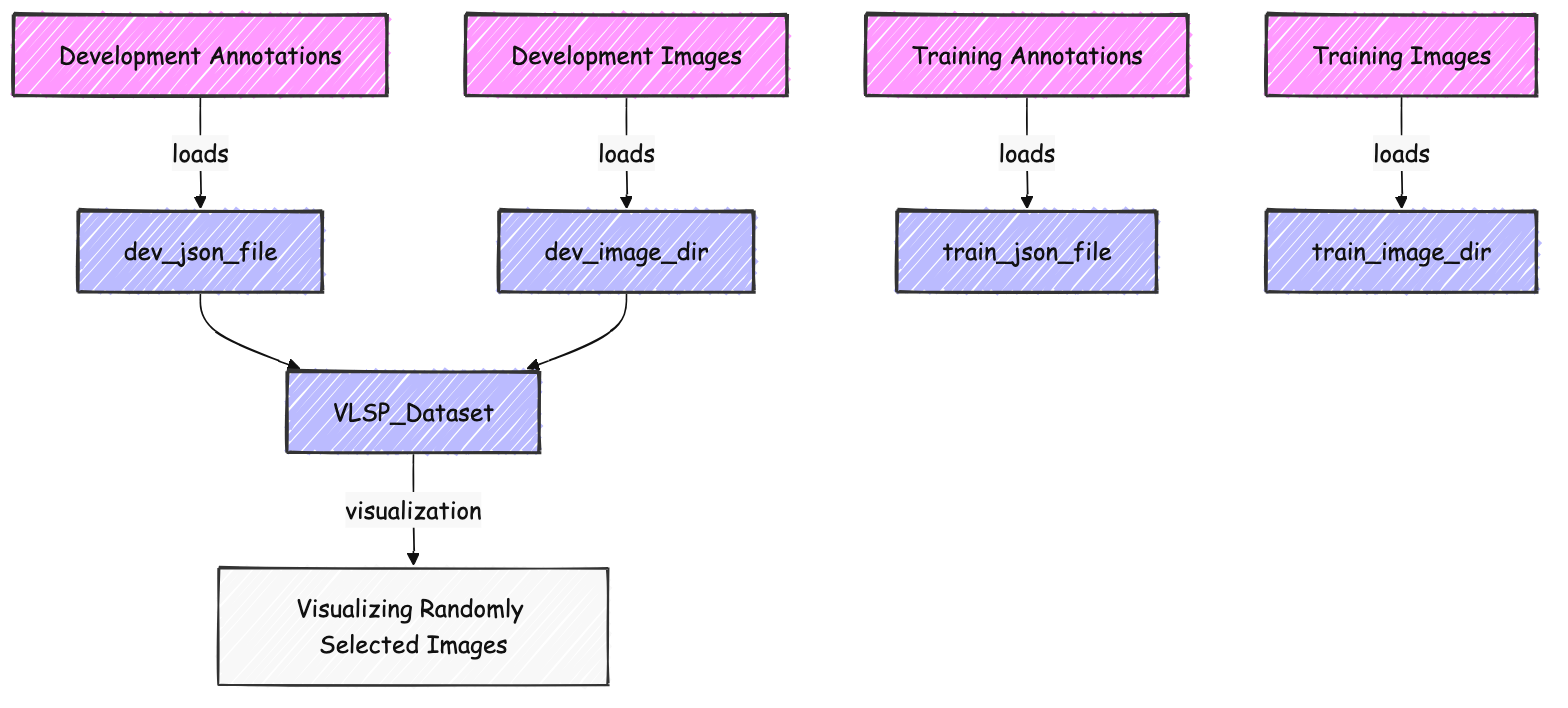 Development Annotations
Development Images
Training Annotations
Training Images
loads
loads
loads
loads
dev_json_file
dev_image_dir
train_json_file
train_image_dir
VLSP_Dataset
visualization
Visualizing Randomly
Selected Images